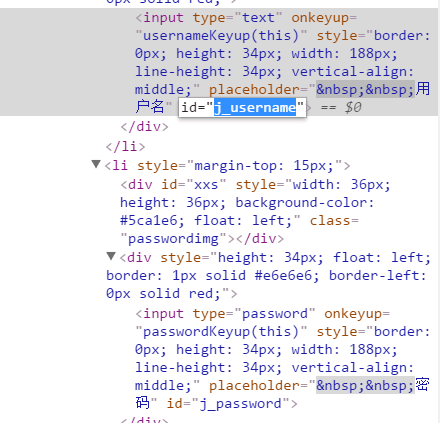 0px solid red;">
<input type="text" onkeyup=
"usernameKeyup(this)" style="border:
0px; height: 34px; width: 188px;
line-height: 34px; vertical-align:
middle;" placeholder="&nbsp;&nbsp;用
户名" id="j_username"> == $0
</div>
</li>
▼<li style="margin-top: 15px;">
<div id="xxs" style="width: 36px;
height: 36px; background-color:
#5ca1e6; float: left;" class=
"passwordimg"></div>
▼<div style="height: 34px; float: left;
border: 1px solid #e6e6e6; border-left:
0px solid red;">
<input type="password" onkeyup=
"passwordKeyup(this)" style="border:
0px; height: 34px; width: 188px;
line-height: 34px; vertical-align:
middle;" placeholder="&nbsp;&nbsp;密
码" id="j_password">
</div>